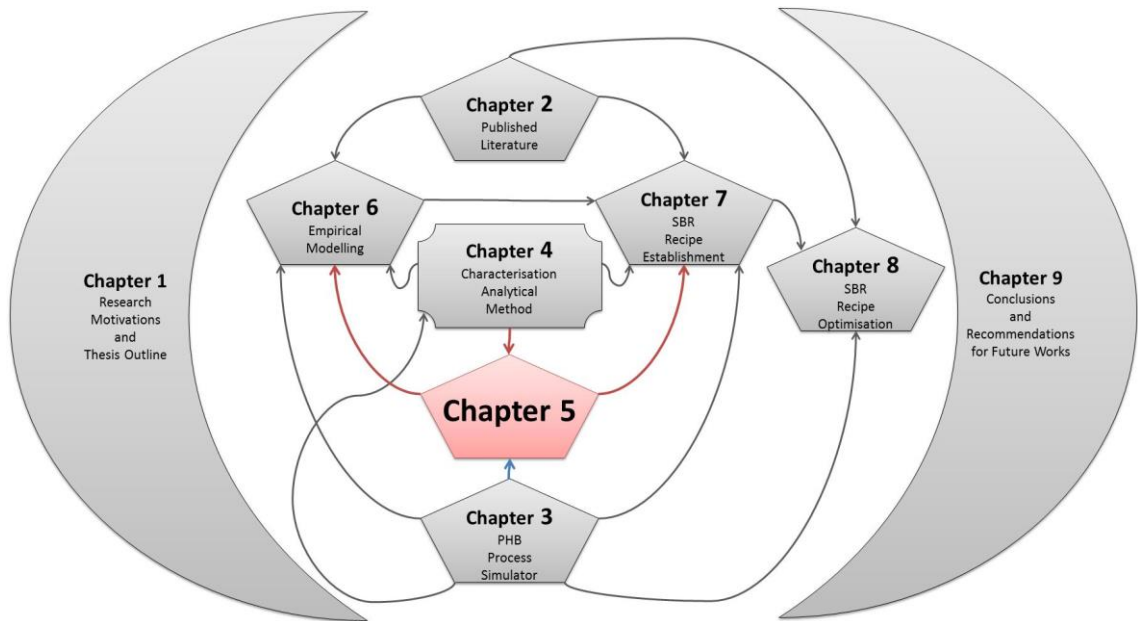 Chapter 1
Research
Motivations
and
Thesis Outline
Chapter 2
Published
Literature
Chapter 6
Empirical
Modelling
Chapter 7
SBR
Recipe
Establishment
Chapter 4
Characterisation
Analytical
Method
Chapter 8
SBR
Recipe
Optimisation
Chapter 5
Chapter 3
PHB
Process
Simulator
Chapter 9
Conclusions
and
Recommendations
for Future Works